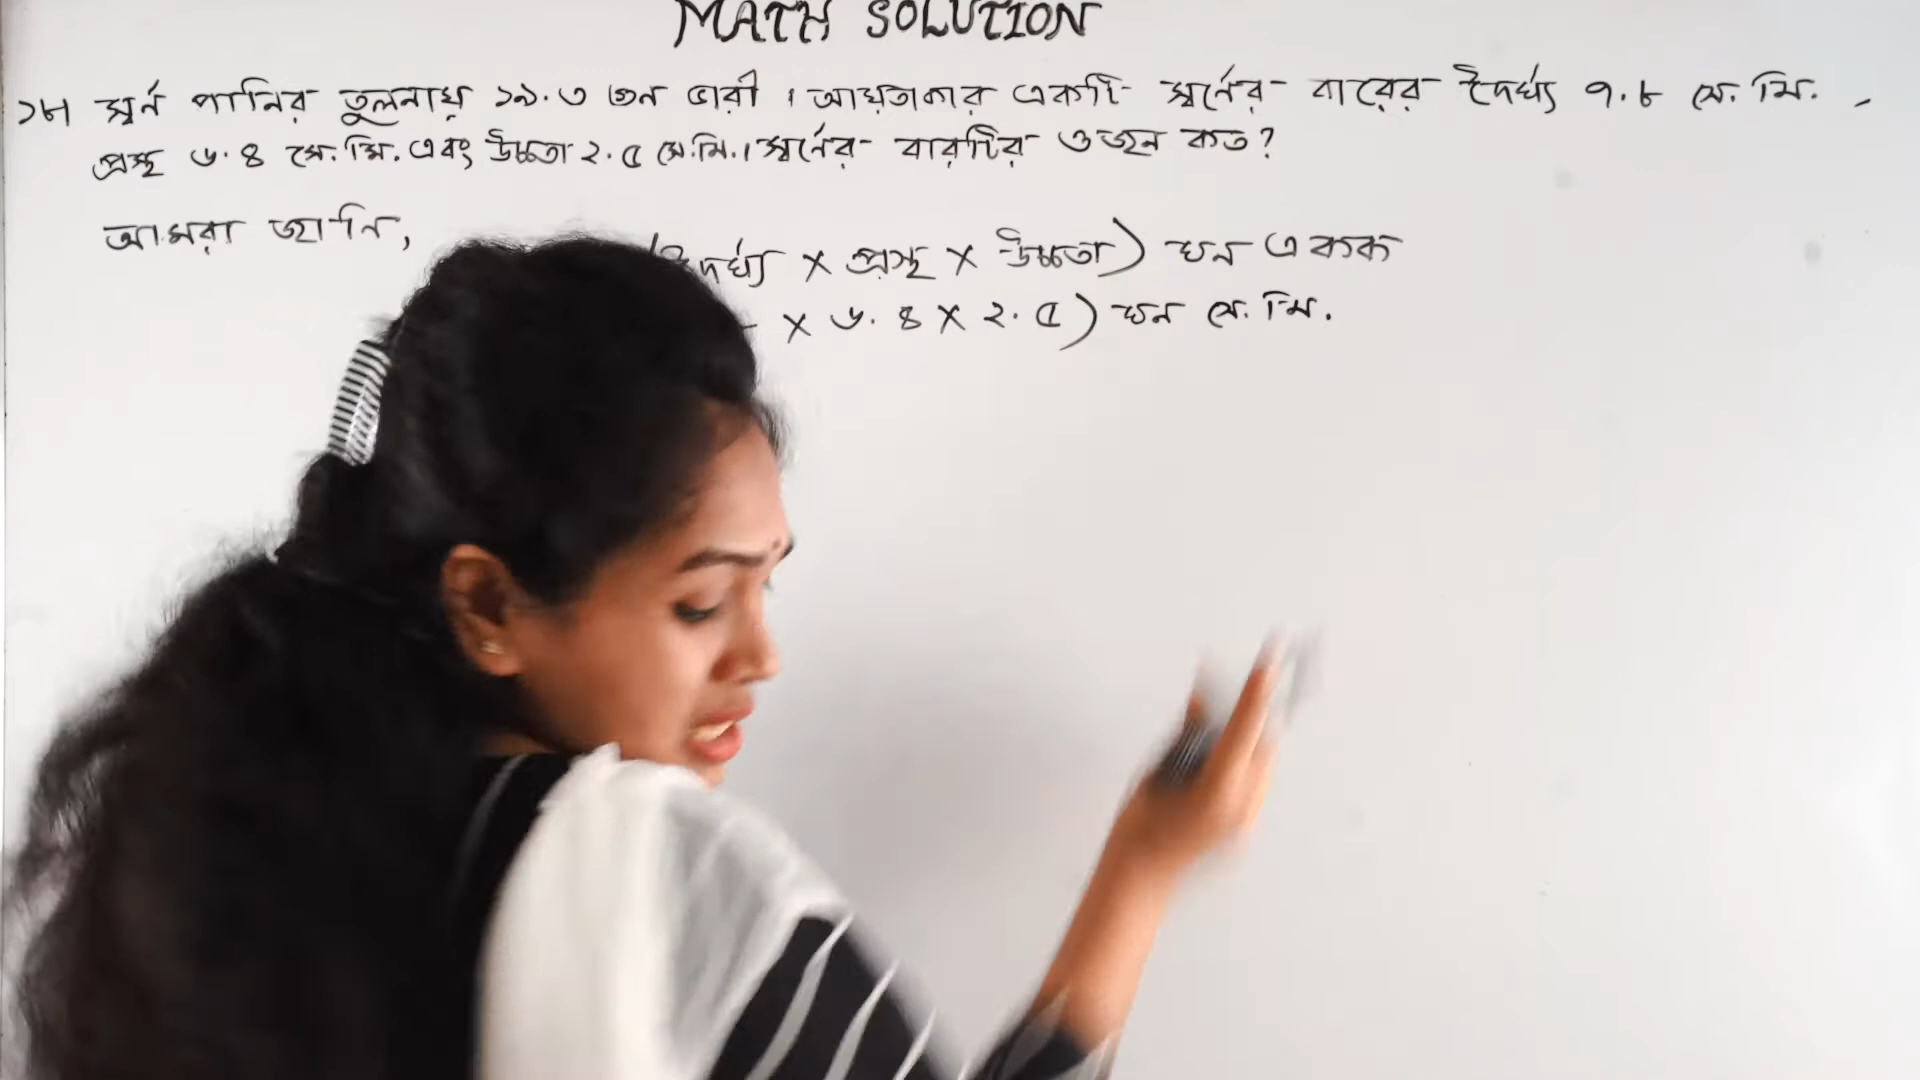 MATH SOLUTION
১৮। স্বর্ন পানির তুলনায় ১৯.৩ গুন ভারী । আয়তাকার একটি স্বর্নের বারের দৈর্ঘ্য ৭.৮ সে. মি. ,
প্রস্থ ৬.৪ সে. মি. এবং উচ্চতা ২.৫ সে.মি.। স্বর্নের বারটির ওজন কত?
আমরা জানি,
দৈর্ঘ্য × প্রস্থ × উচ্চতা) ঘন একক
× ৬.৪ × ২.৫) ঘন সে. মি.